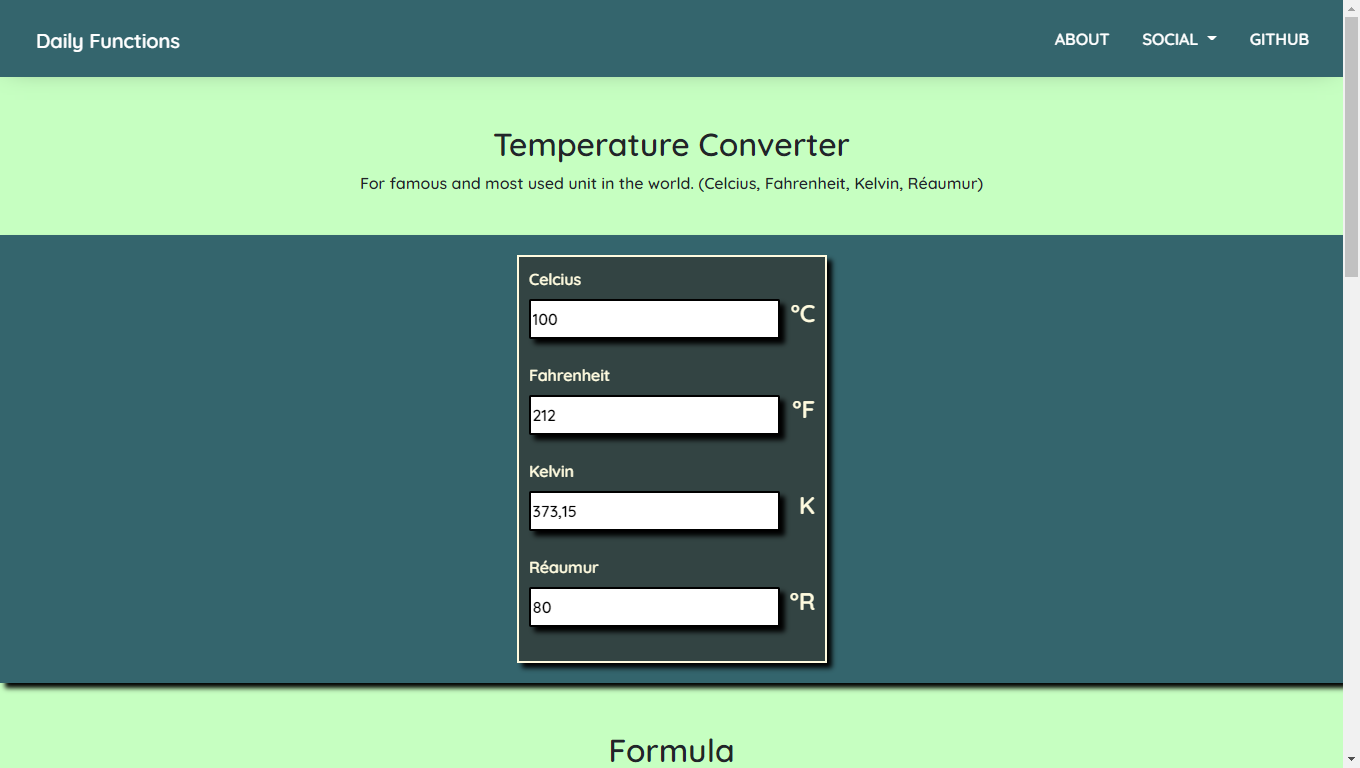 Daily Functions
ABOUT
SOCIAL
GITHUB
Temperature Converter
For famous and most used unit in the world. (Celcius, Fahrenheit, Kelvin, Réaumur)
Celcius
100
°C
Fahrenheit
212
°F
Kelvin
373,15
K
Réaumur
80
°R
Formula